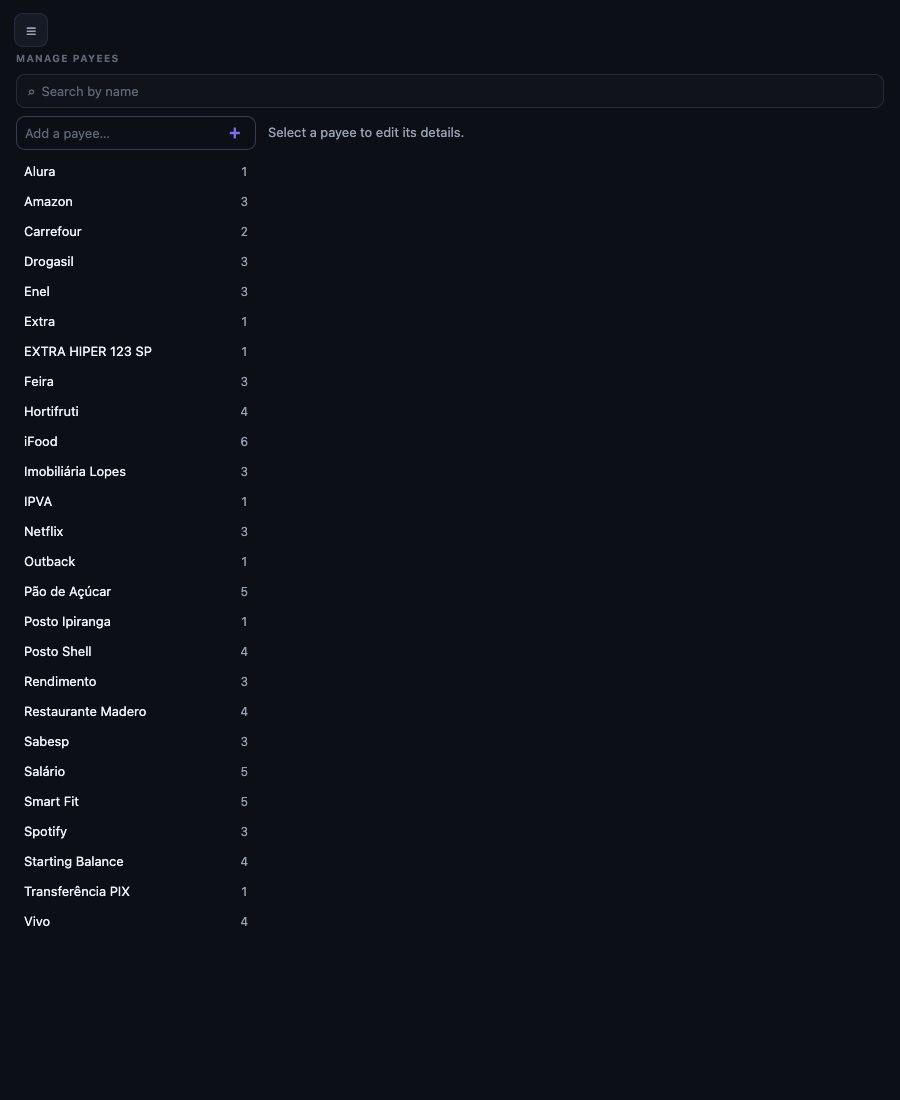 MANAGE PAYEES
Search by name
Add a payee... +
Select a payee to edit its details.
Alura 1
Amazon 3
Carrefour 2
Drogasil 3
Enel 3
Extra 1
EXTRA HIPER 123 SP 1
Feira 3
Hortifruti 4
iFood 6
Imobiliária Lopes 3
IPVA 1
Netflix 3
Outback 1
Pão de Açúcar 5
Posto Ipiranga 1
Posto Shell 4
Rendimento 3
Restaurante Madero 4
Sabesp 3
Salário 5
Smart Fit 5
Spotify 3
Starting Balance 4
Transferência PIX 1
Vivo 4